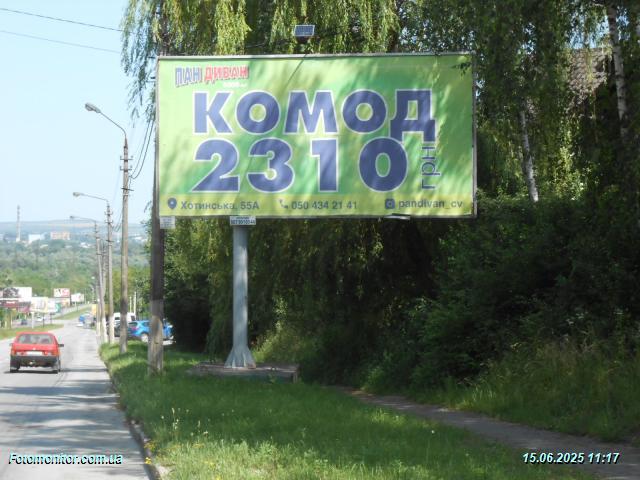 ПАН ДИВАН
КОМОД
2310 грн
Хотинська, 55А 050 434 21 41 pandivan_cv
Fotomonitor.com.ua 15.06.2025 11:17